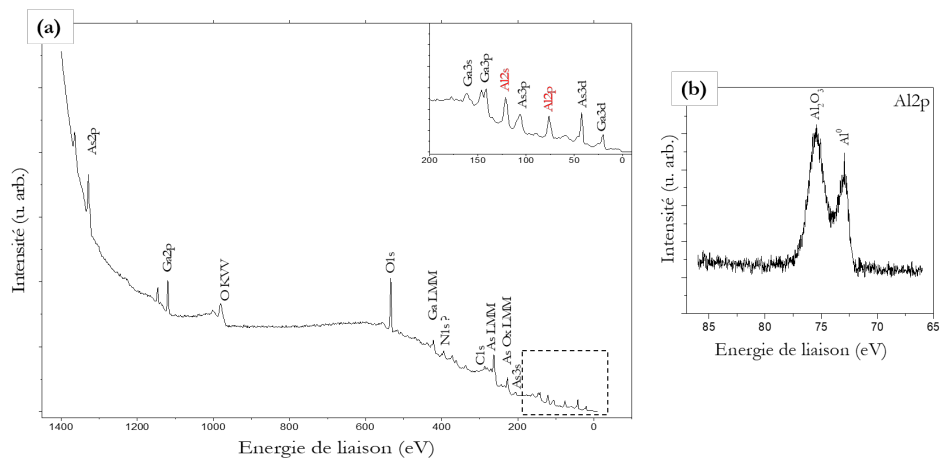 (a)
Intensité (u. arb.)
As2p
Ga2p
O KVV
O1s
Ga LMM
N1s ?
C1s
As LMM
As Ox LMM
As3s
1400 1200 1000 800 600 400 200 0
Energie de liaison (eV)
Ga3s
Ga3p
Al2s
As3p
Al2p
As3d
Ga3d
200 150 100 50 0
(b)
Al2p
Al2O3
Al0
Intensité (u. arb.)
85 80 75 70 65
Energie de liaison (eV)